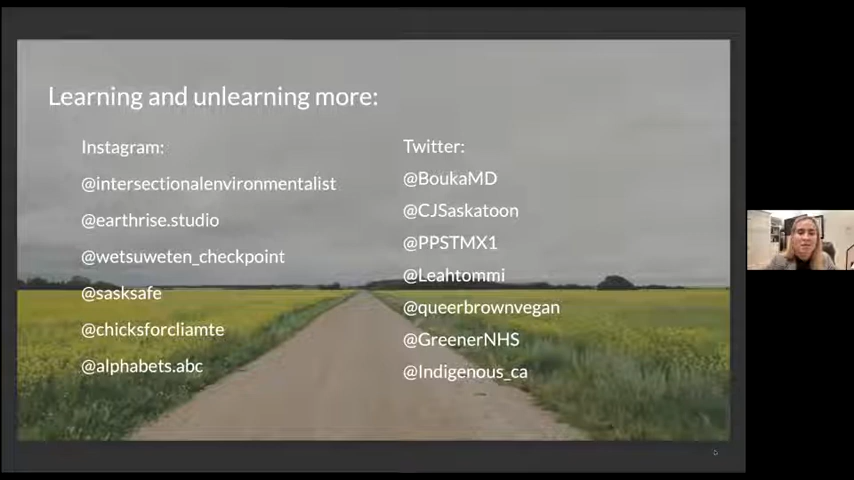 Learning and unlearning more:
Instagram:
@intersectionalenvironmentalist
@earthrise.studio
@wetsuweten_checkpoint
@sasksafe
@chicksforcliamte
@alphabets.abc
Twitter:
@BoukaMD
@CJSaskatoon
@PPSTMX1
@Leahtommi
@queerbrownvegan
@GreenerNHS
@Indigenous_ca